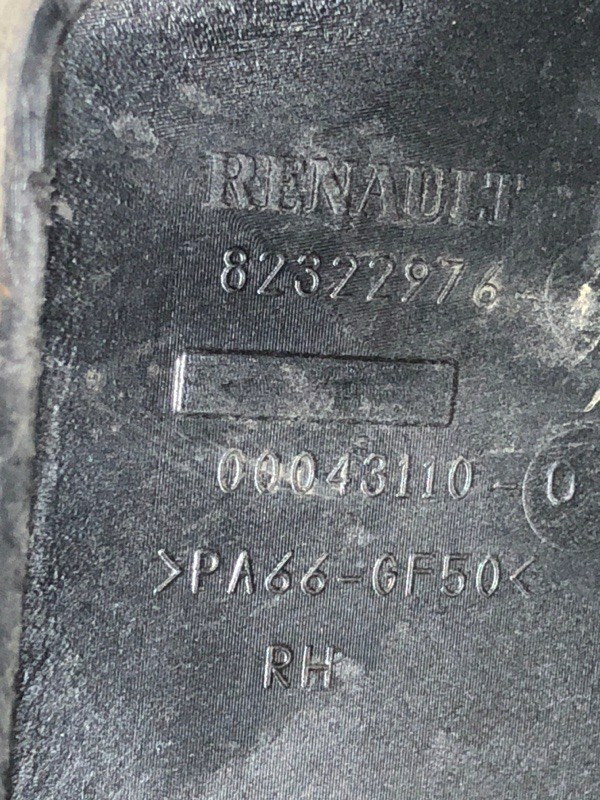 RENAULT
82322976-
00043110-0
>PA66-GF50<
RH